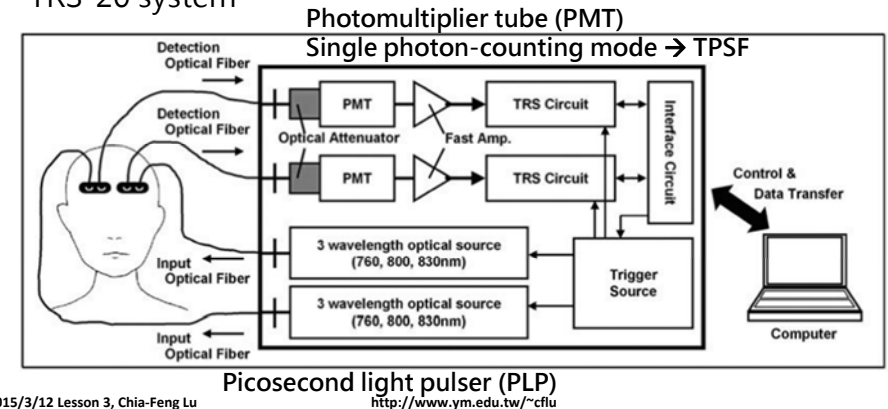 TRS-20 system
Photomultiplier tube (PMT)
Single photon-counting mode → TPSF
Detection
Optical Fiber
Detection
Optical Fiber
PMT
TRS Circuit
Optical Attenuator
Fast Amp.
PMT
TRS Circuit
Interface Circuit
Control &
Data Transfer
3 wavelength optical source
(760, 800, 830nm)
Input
Optical Fiber
3 wavelength optical source
(760, 800, 830nm)
Trigger
Source
Input
Optical Fiber
Computer
Picosecond light pulser (PLP)
015/3/12 Lesson 3, Chia-Feng Lu
http://www.ym.edu.tw/~cflu